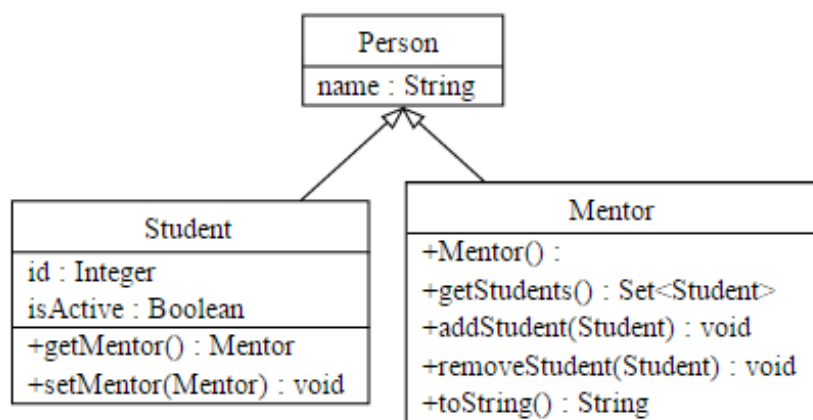 Person
name : String
Student
id : Integer
isActive : Boolean
+getMentor() : Mentor
+setMentor(Mentor) : void
Mentor
+Mentor() :
+getStudents() : Set<Student>
+addStudent(Student) : void
+removeStudent(Student) : void
+toString() : String